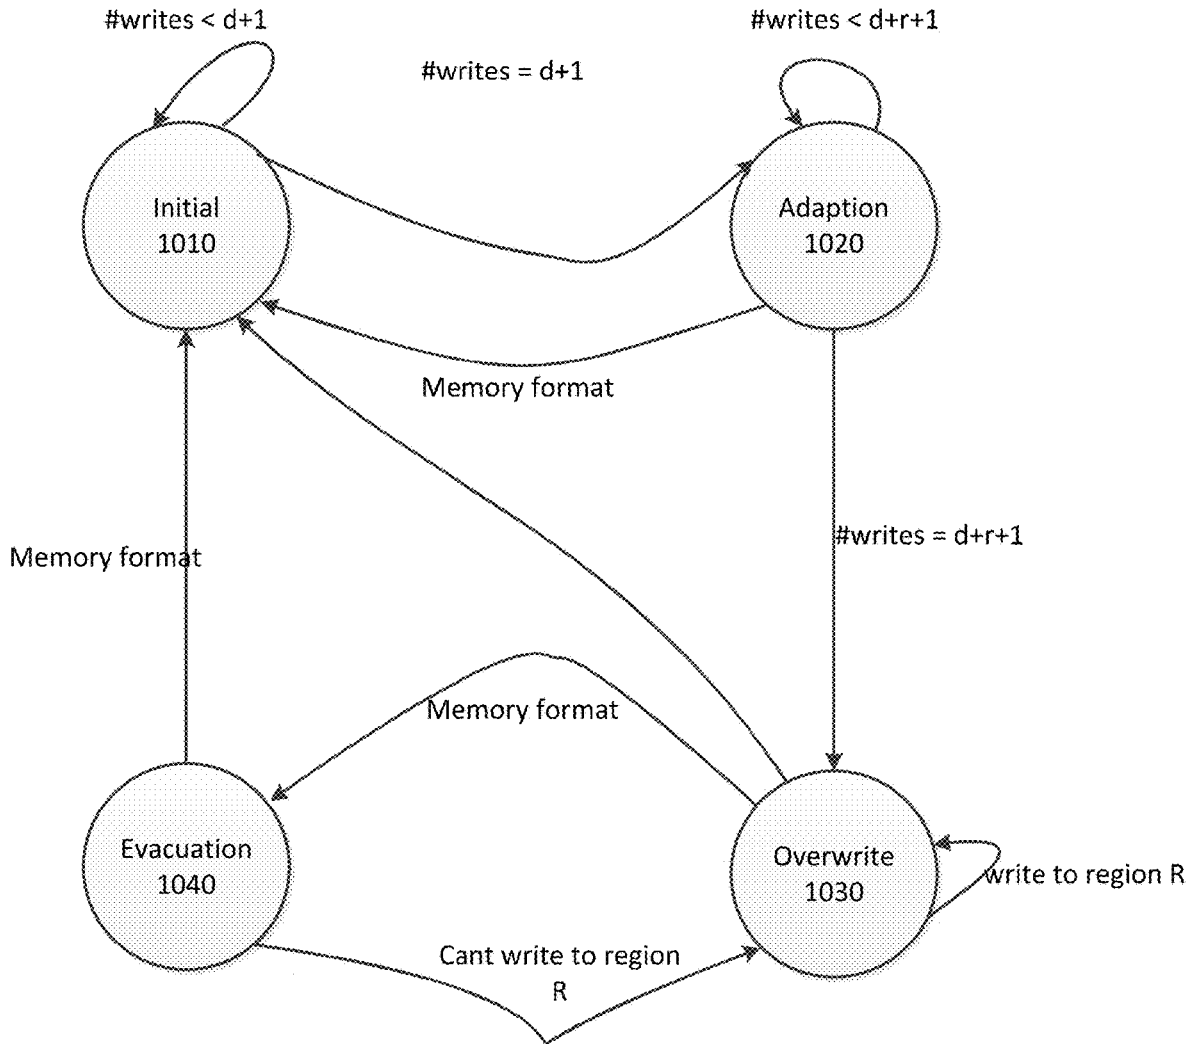 #writes < d+1
#writes < d+r+1
#writes = d+1
Initial
1010
Adaption
1020
Memory format
#writes = d+r+1
Memory format
Memory format
Evacuation
1040
Overwrite
1030
write to region R
Cant write to region
R